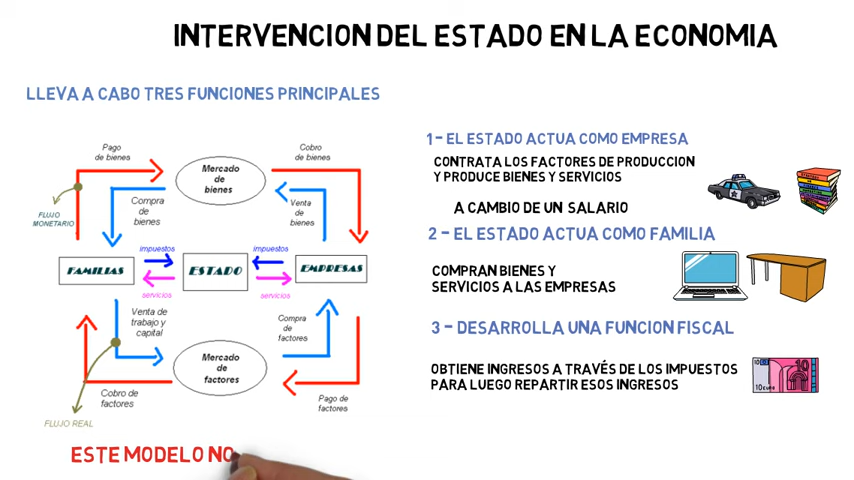 INTERVENCION DEL ESTADO EN LA ECONOMIA
LLEVA A CABO TRES FUNCIONES PRINCIPALES
Pago
de bienes
Cobro
de bienes
Mercado
de
bienes
Compra
de
bienes
Venta
de
bienes
FLUJO
MONETARIO
impuestos
impuestos
FAMILIAS
ESTADO
EMPRESAS
servicios
servicios
Venta de
trabajo y
capital
Compra
de
factores
Mercado
de
factores
Cobro de
factores
Pago de
factores
FLUJO REAL
ESTE MODELO NO
1 - EL ESTADO ACTUA COMO EMPRESA
CONTRATA LOS FACTORES DE PRODUCCION
Y PRODUCE BIENES Y SERVICIOS
A CAMBIO DE UN SALARIO
2 - EL ESTADO ACTUA COMO FAMILIA
COMPRAN BIENES Y
SERVICIOS A LAS EMPRESAS
3 - DESARROLLA UNA FUNCION FISCAL
OBTIENE INGRESOS A TRAVÉS DE LOS IMPUESTOS
PARA LUEGO REPARTIR ESOS INGRESOS
10
10 EURO